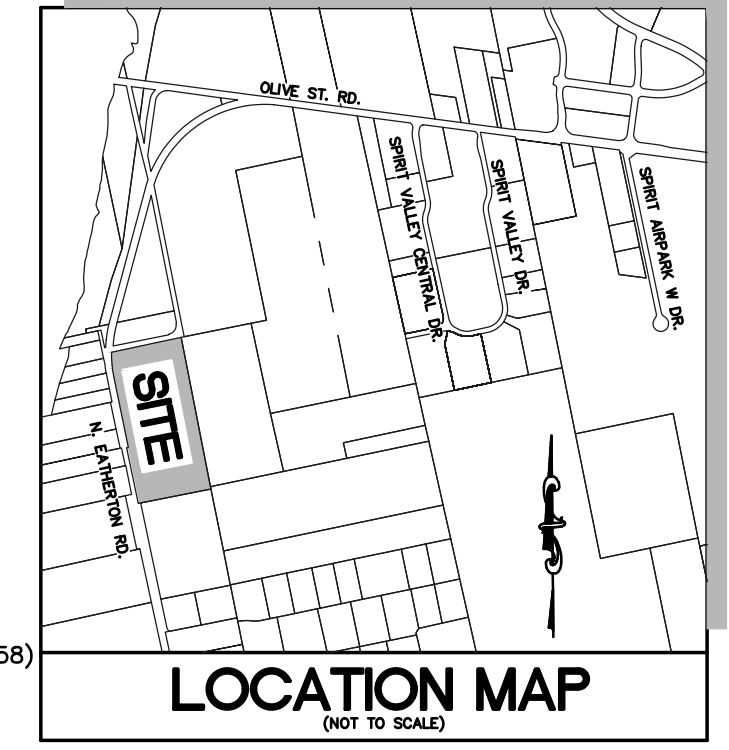 OLIVE ST. RD.
SPIRIT VALLEY CENTRAL DR.
SPIRIT VALLEY DR.
SPIRIT AIRPARK W DR.
SITE
N. EATHERTON RD.
58)
LOCATION MAP
(NOT TO SCALE)